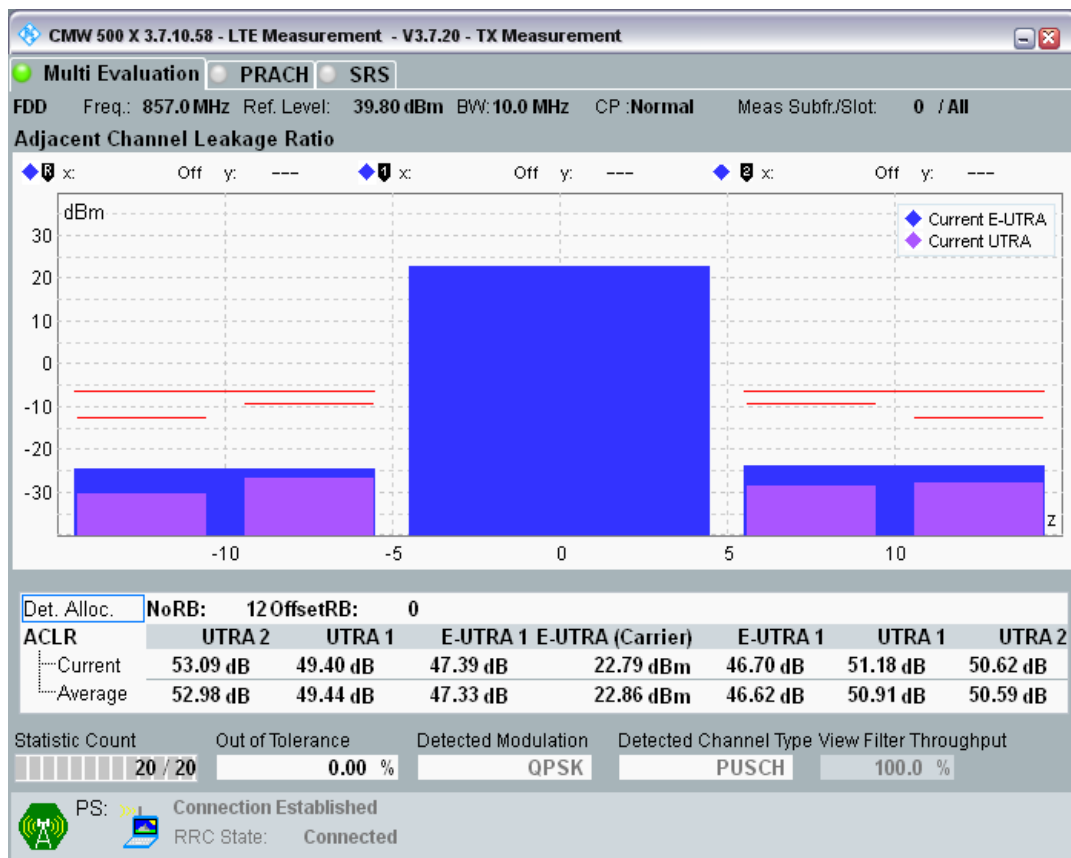 CMW 500 X 3.7.10.58 - LTE Measurement - V3.7.20 - TX Measurement
Multi Evaluation PRACH SRS
FDD Freq.: 857.0 MHz Ref. Level: 39.80 dBm BW: 10.0 MHz CP :Normal Meas Subfr./Slot: 0 / All
Adjacent Channel Leakage Ratio
R x: Off y: --- 1 x: Off y: --- 2 x: Off y: ---
dBm
Current E-UTRA
Current UTRA
30
20
10
0
-10
-20
-30
z
-10 -5 0 5 10
Det. Alloc. NoRB: 12 OffsetRB: 0
ACLR UTRA 2 UTRA 1 E-UTRA 1 E-UTRA (Carrier) E-UTRA 1 UTRA 1 UTRA 2
Current 53.09 dB 49.40 dB 47.39 dB 22.79 dBm 46.70 dB 51.18 dB 50.62 dB
Average 52.98 dB 49.44 dB 47.33 dB 22.86 dBm 46.62 dB 50.91 dB 50.59 dB
Statistic Count Out of Tolerance Detected Modulation Detected Channel Type View Filter Throughput
20 / 20 0.00 % QPSK PUSCH 100.0 %
PS: Connection Established
RRC State: Connected